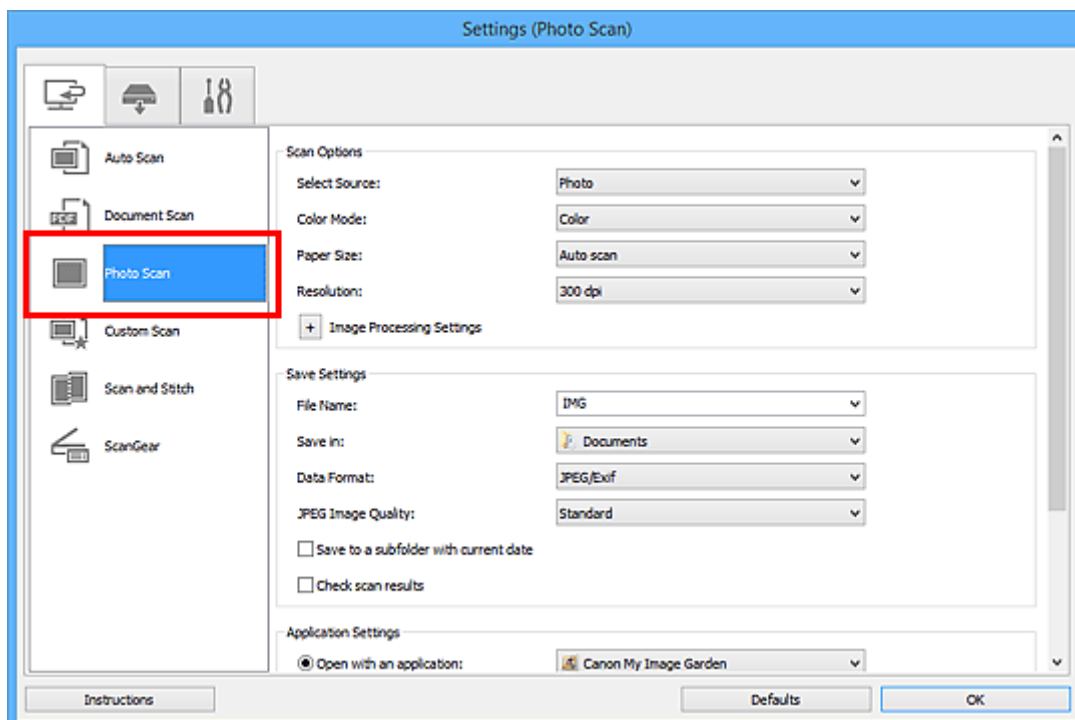 Settings (Photo Scan)
Auto Scan
PDF
Document Scan
Photo Scan
Custom Scan
Scan and Stitch
ScanGear
Scan Options
Select Source: Photo
Color Mode: Color
Paper Size: Auto scan
Resolution: 300 dpi
+ Image Processing Settings
Save Settings
File Name: IMG
Save in: Documents
Data Format: JPEG/Exif
JPEG Image Quality: Standard
Save to a subfolder with current date
Check scan results
Application Settings
Open with an application: Canon My Image Garden
Instructions Defaults OK